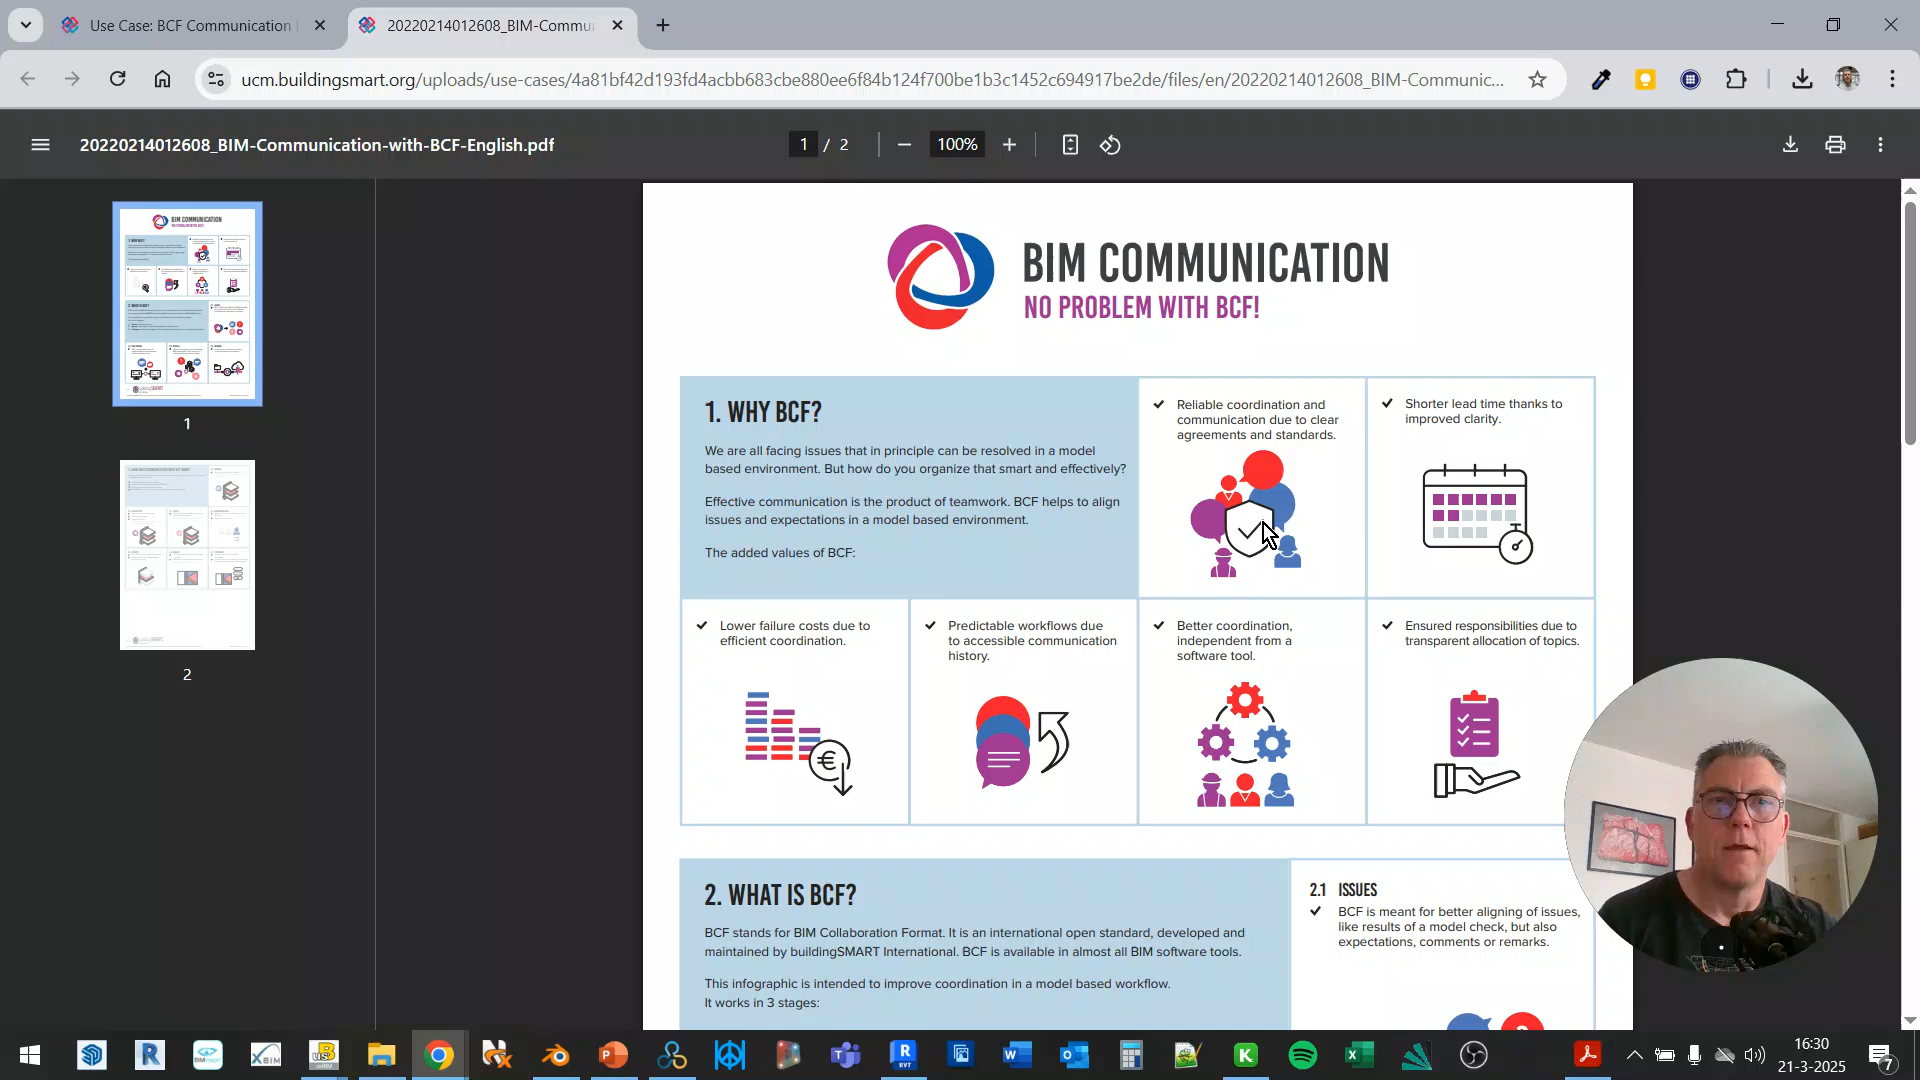 Use Case: BCF Communication
20220214012608_BIM-Commu
ucm.buildingsmart.org/uploads/use-cases/4a81bf42d193fd4acbb683cbe880ee6f84b124f700be1b3c1452c694917be2de/files/en/20220214012608_BIM-Communic...
20220214012608_BIM-Communication-with-BCF-English.pdf
1 / 2
100%
1
2
BIM COMMUNICATION
NO PROBLEM WITH BCF!
1. WHY BCF?
We are all facing issues that in principle can be resolved in a model
based environment. But how do you organize that smart and effectively?
Effective communication is the product of teamwork. BCF helps to align
issues and expectations in a model based environment.
The added values of BCF:
Reliable coordination and
communication due to clear
agreements and standards.
Shorter lead time thanks to
improved clarity.
Lower failure costs due to
efficient coordination.
Predictable workflows due
to accessible communication
history.
Better coordination,
independent from a
software tool.
Ensured responsibilities due to
transparent allocation of topics.
2. WHAT IS BCF?
BCF stands for BIM Collaboration Format. It is an international open standard, developed and
maintained by buildingSMART International. BCF is available in almost all BIM software tools.
This infographic is intended to improve coordination in a model based workflow.
It works in 3 stages:
2.1 ISSUES
BCF is meant for better aligning of issues,
like results of a model check, but also
expectations, comments or remarks.
16:30
21-3-2025
7